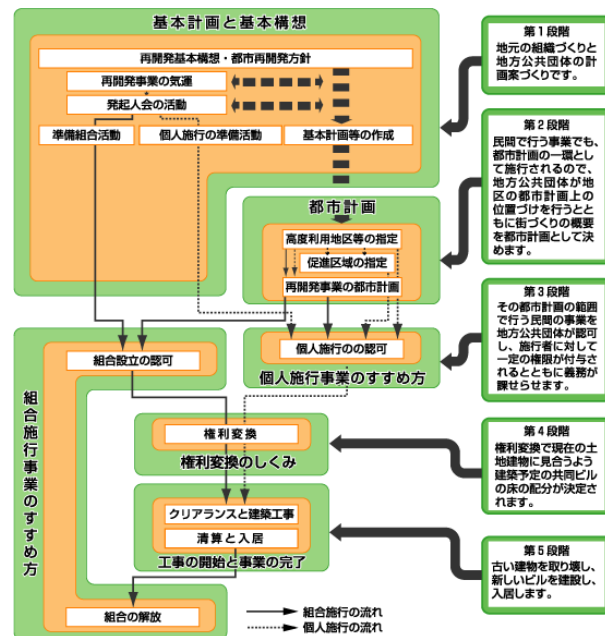 基本計画と基本構想
再開発基本構想・都市再開発方針
再開発事業の気運
発起人会の活動
準備組合活動
個人施行の準備活動
基本計画等の作成
都市計画
高度利用地区等の指定
促進区域の指定
再開発事業の都市計画
組合設立の認可
個人施行のの認可
個人施行事業のすすめ方
組合施行事業のすすめ方
権利変換
権利変換のしくみ
クリアランスと建築工事
清算と入居
工事の開始と事業の完了
組合の解放
組合施行の流れ
個人施行の流れ
第1段階
地元の組織づくりと
地方公共団体の計
画案づくりです。
第2段階
民間で行う事業でも、
都市計画の一環とし
て施行されるので、
地方公共団体が地
区の都市計画上の
位置づけを行うとと
もに街づくりの概要
を都市計画として決
めます。
第3段階
その都市計画の範囲
で行う民間の事業を
地方公共団体が認可
し、施行者に対して
一定の権限が付与さ
れるとともに義務が
課せらせます。
第4段階
権利変換で現在の土
地建物に見合うよう
建築予定の共同ビル
の床の配分が決定さ
れます。
第5段階
古い建物を取り壊し、
新しいビルを建設し、
入居します。